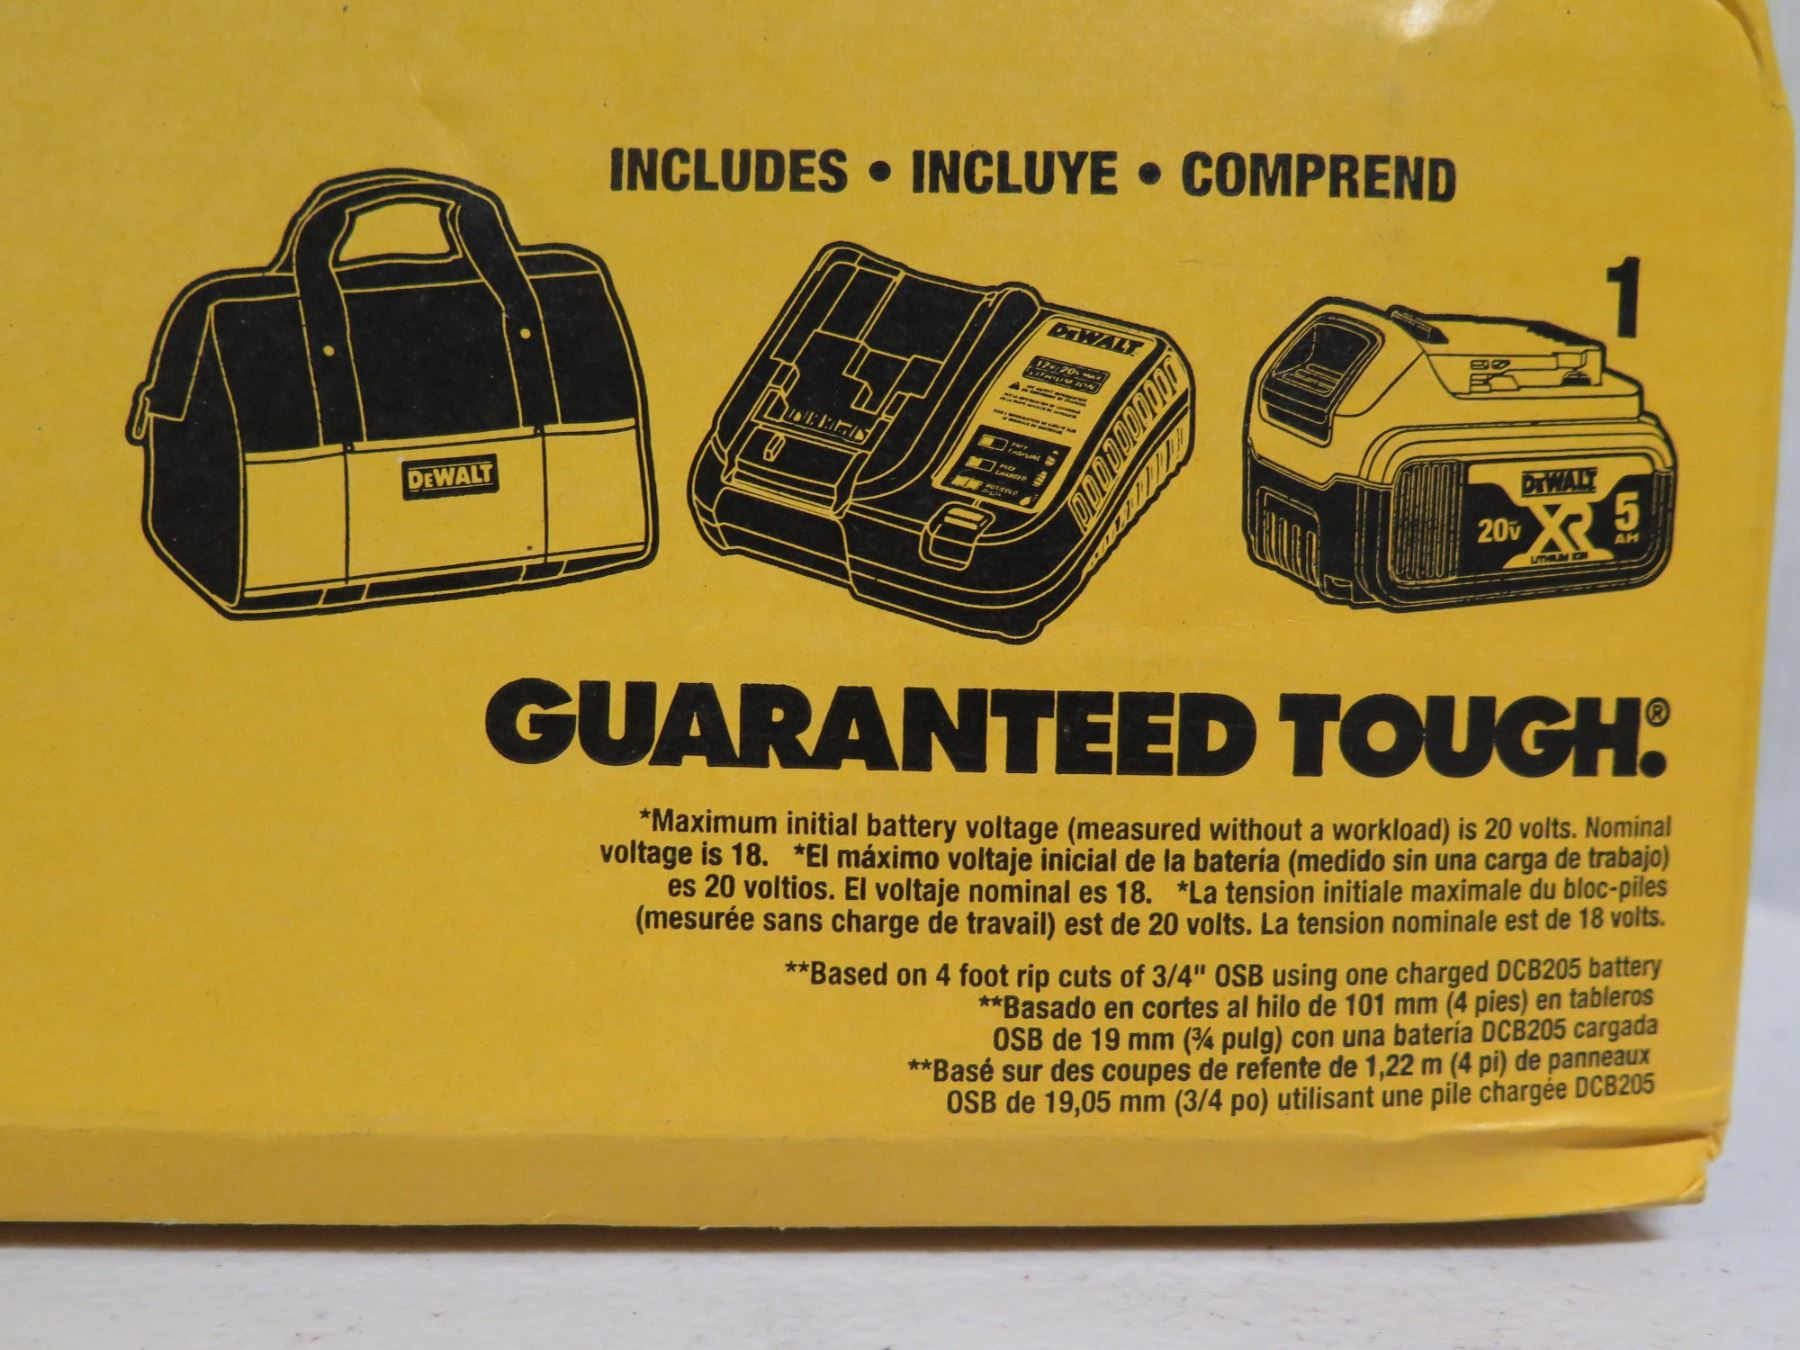 INCLUDES • INCLUYE • COMPREND
1
DEWALT
DEWALT
12V-20V MAX
LITHIUM ION
DEWALT
20V
XR
LITHIUM ION
5
AH
GUARANTEED TOUGH.®
*Maximum initial battery voltage (measured without a workload) is 20 volts. Nominal
voltage is 18. *El máximo voltaje inicial de la batería (medido sin una carga de trabajo)
es 20 voltios. El voltaje nominal es 18. *La tension initiale maximale du bloc-piles
(mesurée sans charge de travail) est de 20 volts. La tension nominale est de 18 volts.
**Based on 4 foot rip cuts of 3/4" OSB using one charged DCB205 battery
**Basado en cortes al hilo de 101 mm (4 pies) en tableros
OSB de 19 mm (¾ pulg) con una batería DCB205 cargada
**Basé sur des coupes de refente de 1,22 m (4 pi) de panneaux
OSB de 19,05 mm (3/4 po) utilisant une pile chargée DCB205